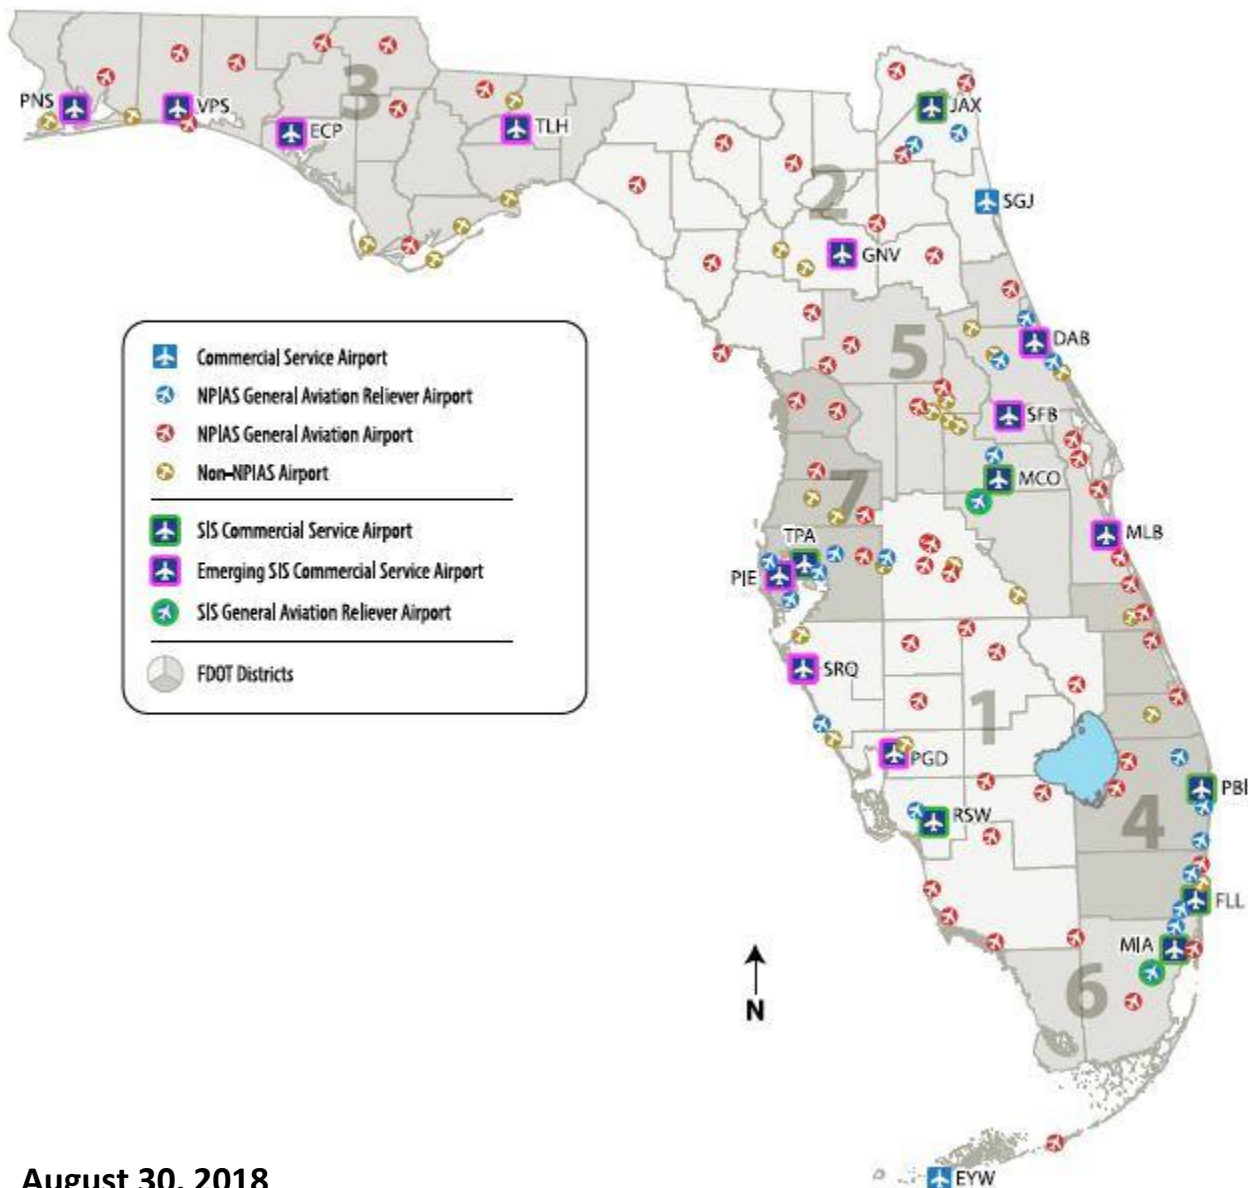 3
PNS
VPS
ECP
TLH
JAX
2
SGJ
GNV
Commercial Service Airport
NPIAS General Aviation Reliever Airport
NPIAS General Aviation Airport
Non-NPIAS Airport
SIS Commercial Service Airport
Emerging SIS Commercial Service Airport
SIS General Aviation Reliever Airport
FDOT Districts
5
DAB
SFB
7
MCO
TPA
MLB
PIE
SRQ
1
PGD
PBI
RSW
4
FLL
MIA
6
N
EYW
August 30, 2018